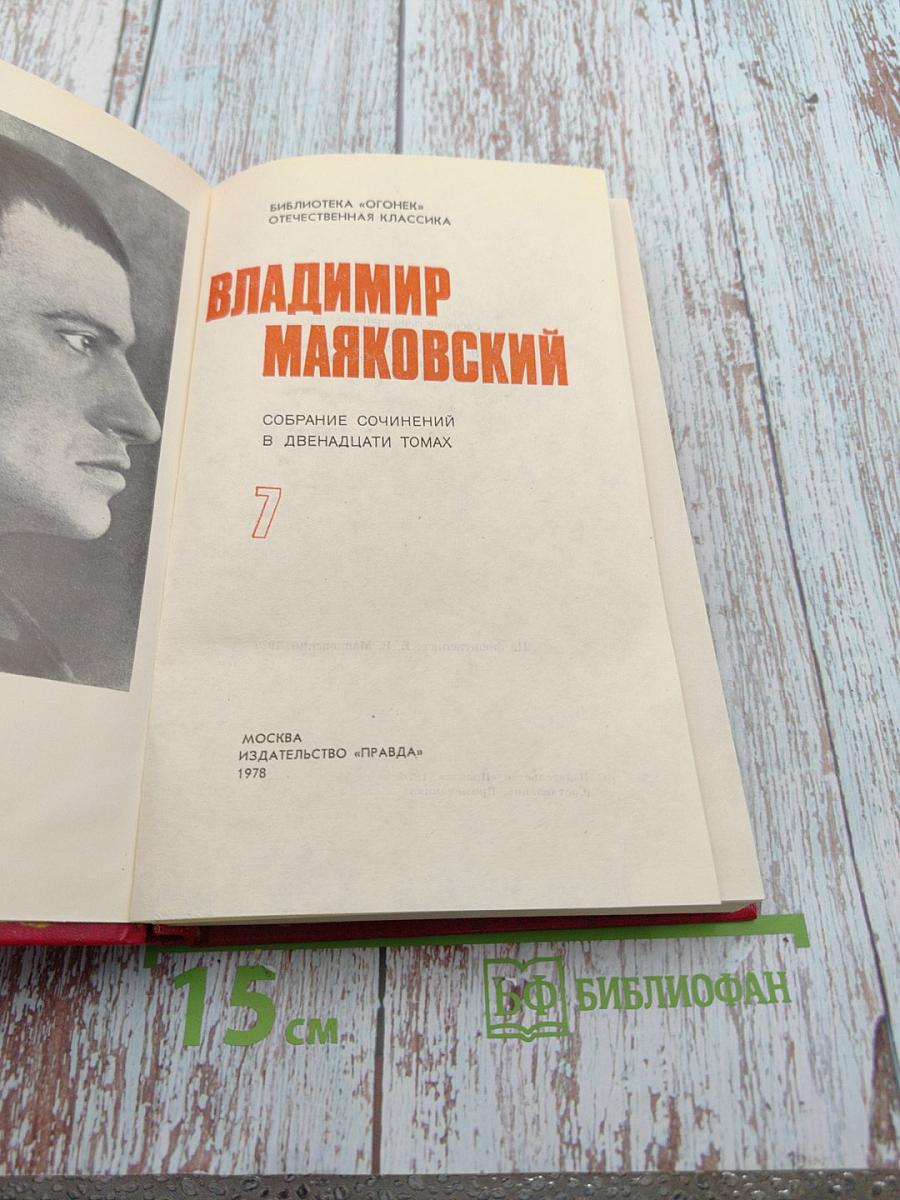 БИБЛИОТЕКА «ОГОНЕК»
ОТЕЧЕСТВЕННАЯ КЛАССИКА
ВЛАДИМИР
МАЯКОВСКИЙ
СОБРАНИЕ СОЧИНЕНИЙ
В ДВЕНАДЦАТИ ТОМАХ
7
МОСКВА
ИЗДАТЕЛЬСТВО «ПРАВДА»
1978
15 см
БФ БИБЛИОФАН